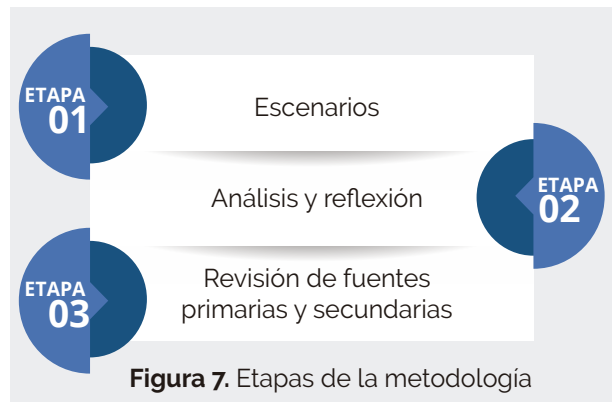 ETAPA
01
Escenarios
Análisis y reflexión
ETAPA
02
ETAPA
03
Revisión de fuentes
primarias y secundarias
Figura 7. Etapas de la metodología